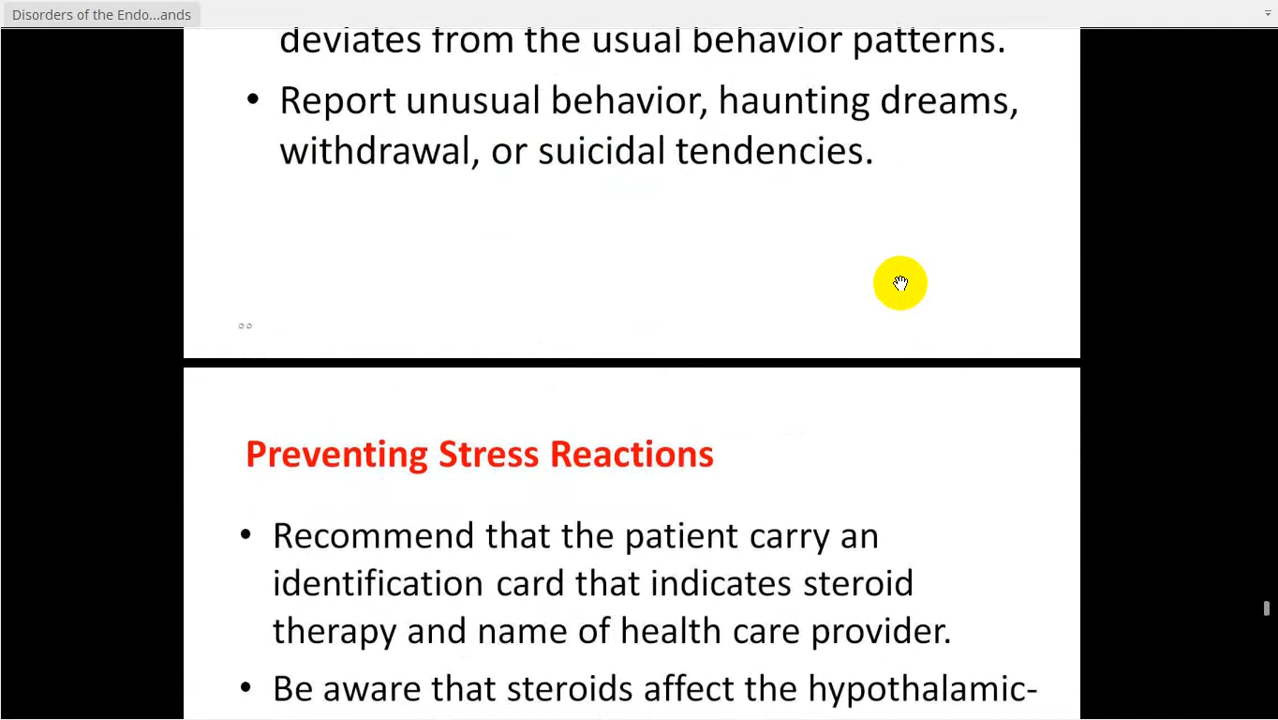 Disorders of the Endo...ands
deviates from the usual behavior patterns.
• Report unusual behavior, haunting dreams,
withdrawal, or suicidal tendencies.
Preventing Stress Reactions
• Recommend that the patient carry an
identification card that indicates steroid
therapy and name of health care provider.
• Be aware that steroids affect the hypothalamic-